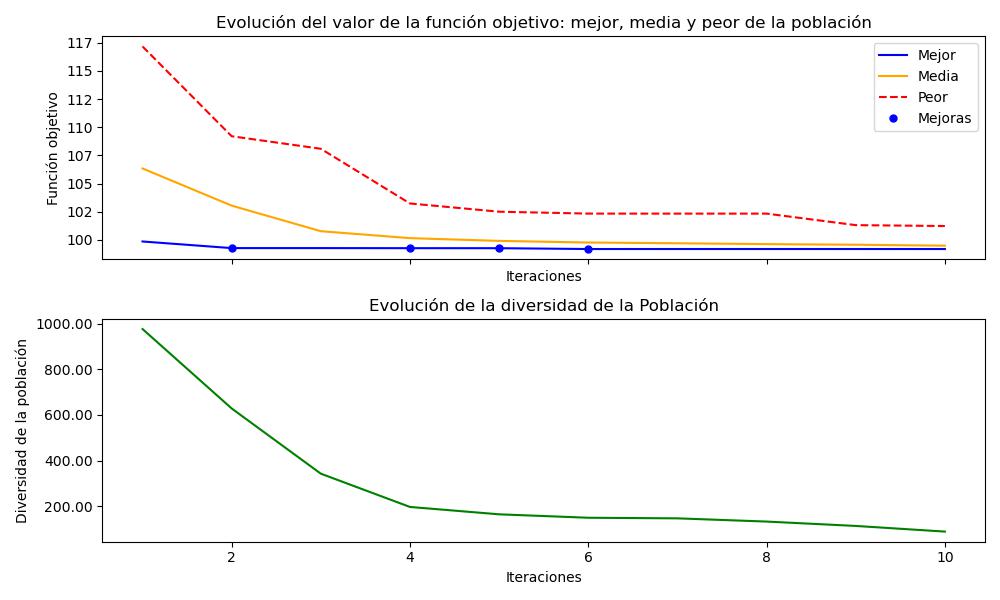 Evolución del valor de la función objetivo: mejor, media y peor de la población
Función objetivo
117
115
112
110
107
105
102
100
Mejor
Media
Peor
Mejoras
Iteraciones
Evolución de la diversidad de la Población
Diversidad de la población
1000.00
800.00
600.00
400.00
200.00
2
4
6
8
10
Iteraciones